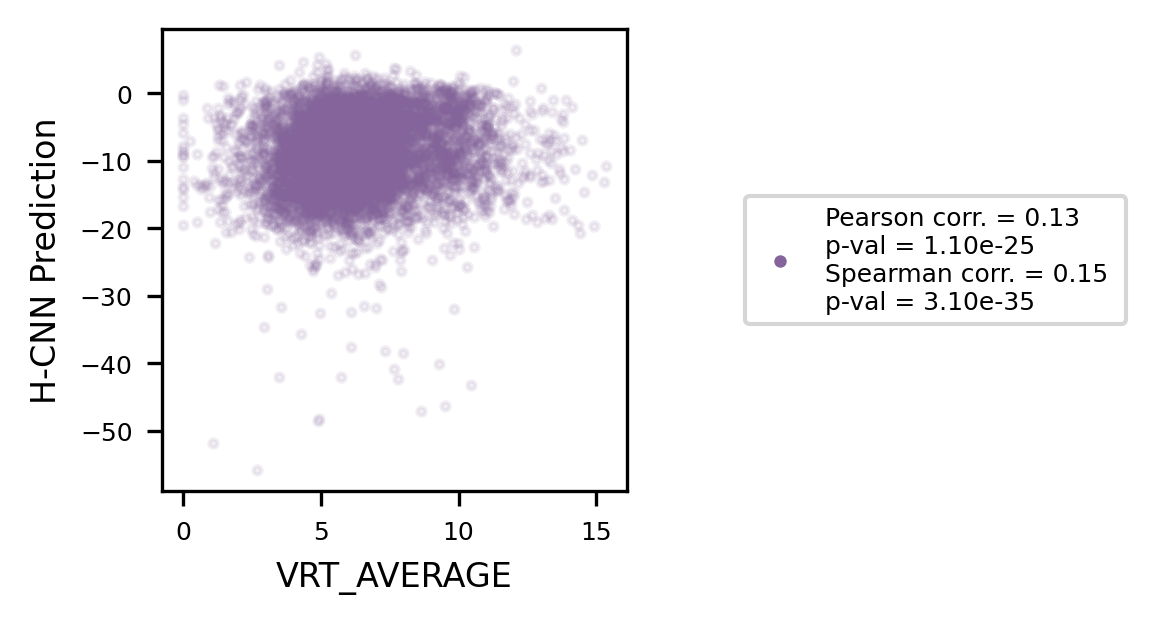 0
−10
−20
−30
−40
−50
H-CNN Prediction
0 5 10 15
VRT_AVERAGE
Pearson corr. = 0.13
p-val = 1.10e-25
Spearman corr. = 0.15
p-val = 3.10e-35